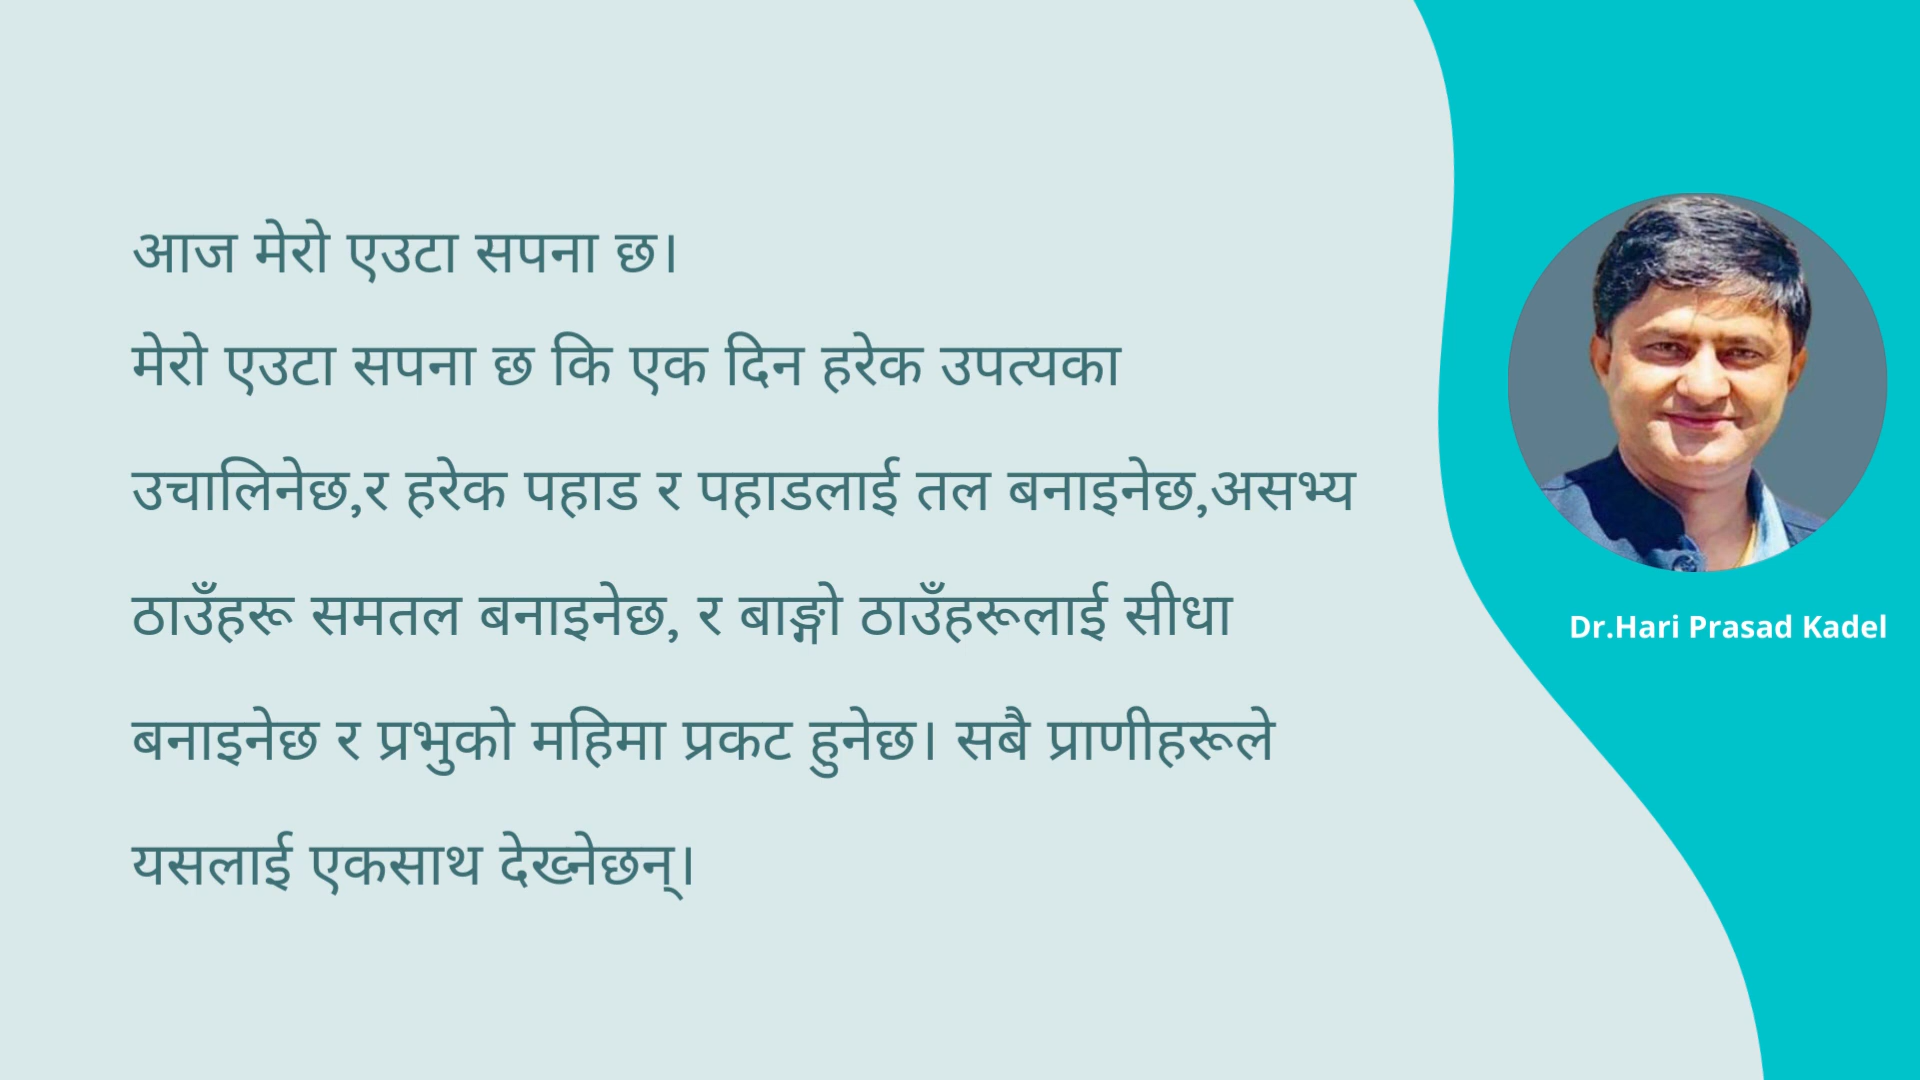 आज मेरो एउटा सपना छ।
मेरो एउटा सपना छ कि एक दिन हरेक उपत्यका
उचालिनेछ,र हरेक पहाड र पहाडलाई तल बनाइनेछ,असभ्य
ठाउँहरू समतल बनाइनेछ, र बाङ्गो ठाउँहरूलाई सीधा
बनाइनेछ र प्रभुको महिमा प्रकट हुनेछ। सबै प्राणीहरूले
यसलाई एकसाथ देख्नेछन्।
Dr.Hari Prasad Kadel